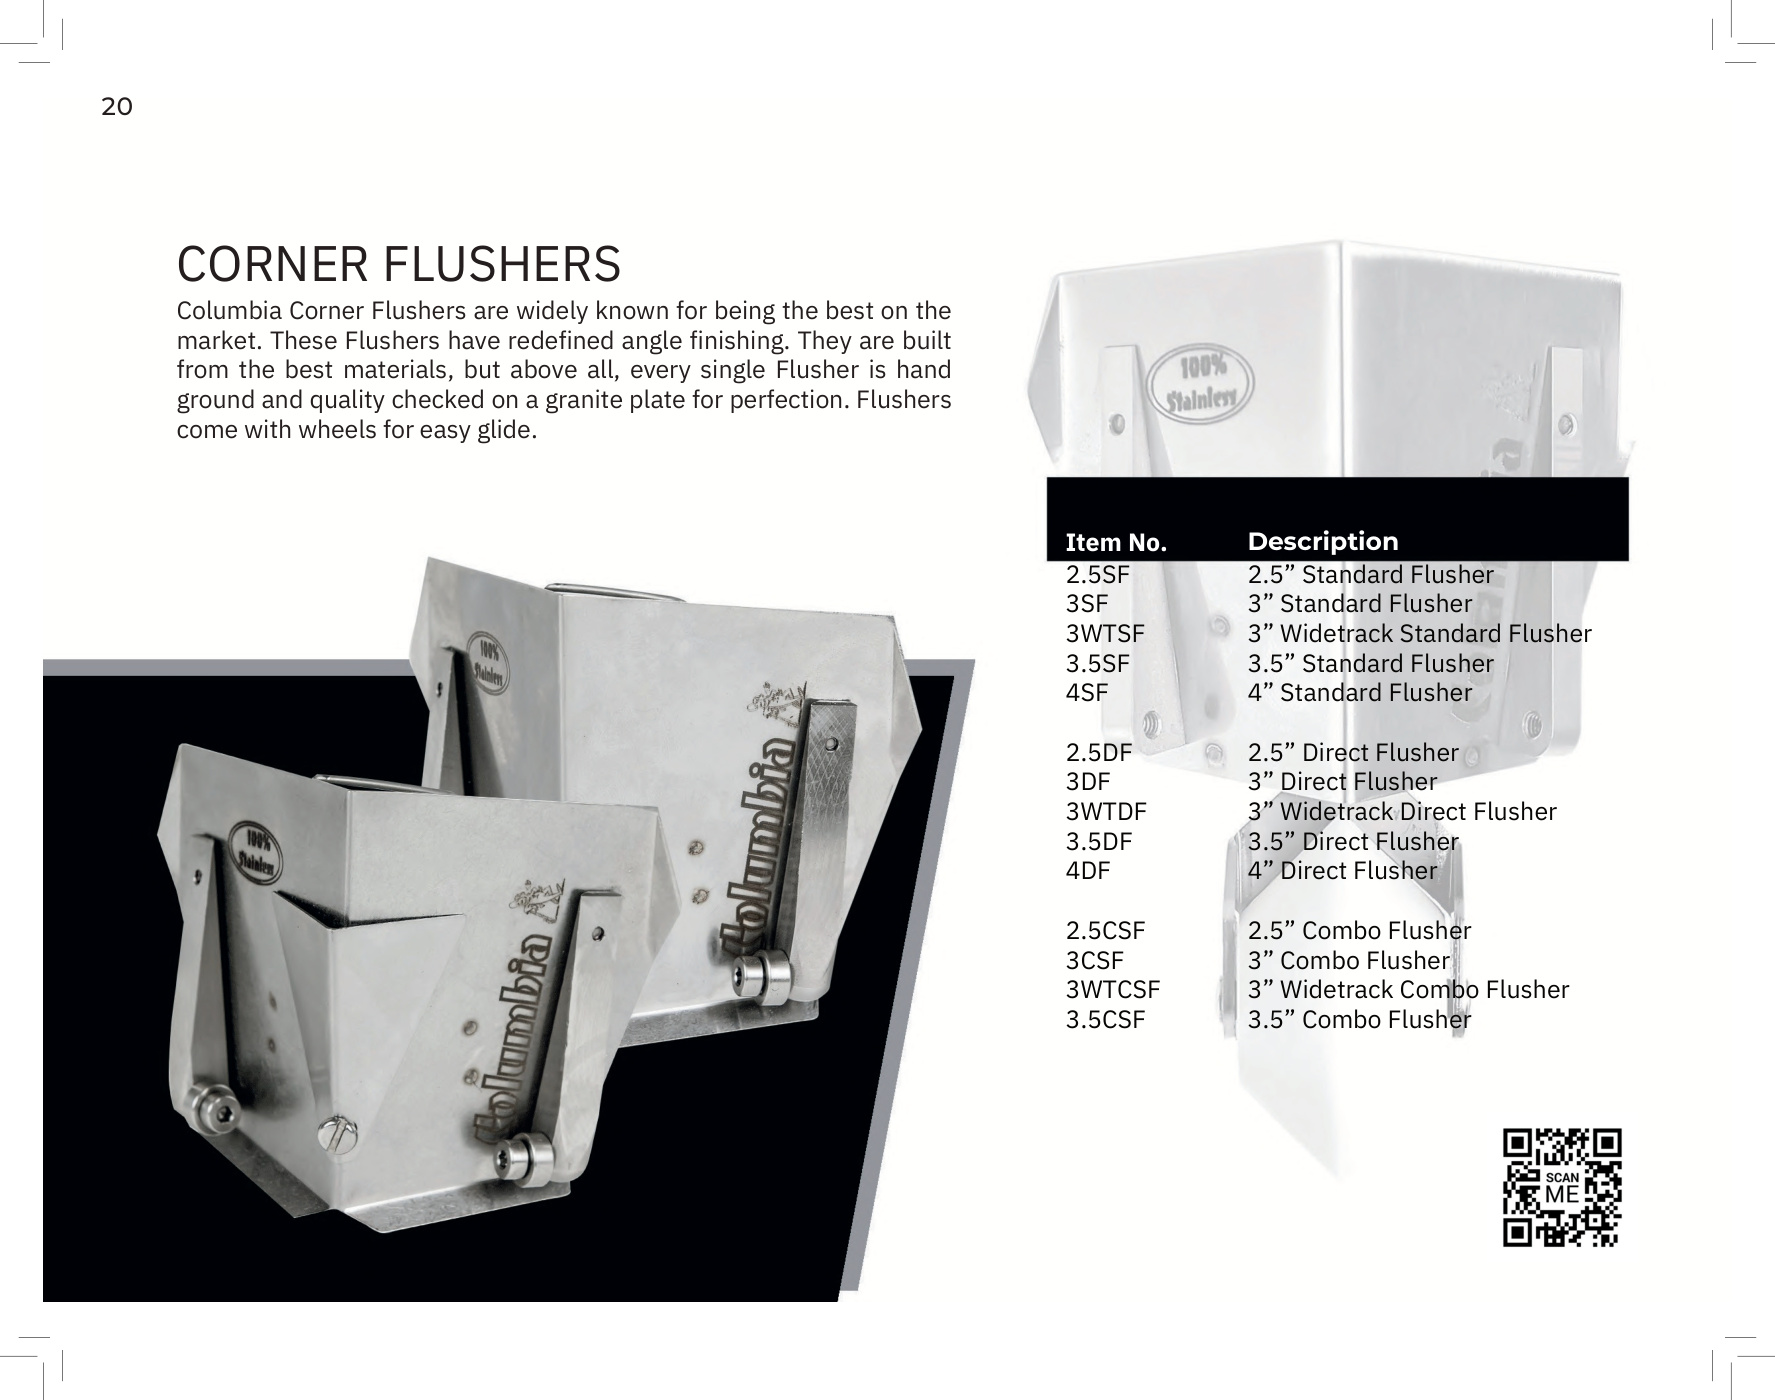 20
CORNER FLUSHERS
Columbia Corner Flushers are widely known for being the best on the
market. These Flushers have redefined angle finishing. They are built
from the best materials, but above all, every single Flusher is hand
ground and quality checked on a granite plate for perfection. Flushers
come with wheels for easy glide.
100%
Stainless
Columbia
100%
Stainless
Columbia
100%
Stainless
Columbia
Item No. Description
2.5SF 2.5” Standard Flusher
3SF 3” Standard Flusher
3WTSF 3” Widetrack Standard Flusher
3.5SF 3.5” Standard Flusher
4SF 4” Standard Flusher
2.5DF 2.5” Direct Flusher
3DF 3” Direct Flusher
3WTDF 3” Widetrack Direct Flusher
3.5DF 3.5” Direct Flusher
4DF 4” Direct Flusher
2.5CSF 2.5” Combo Flusher
3CSF 3” Combo Flusher
3WTCSF 3” Widetrack Combo Flusher
3.5CSF 3.5” Combo Flusher
SCAN
ME